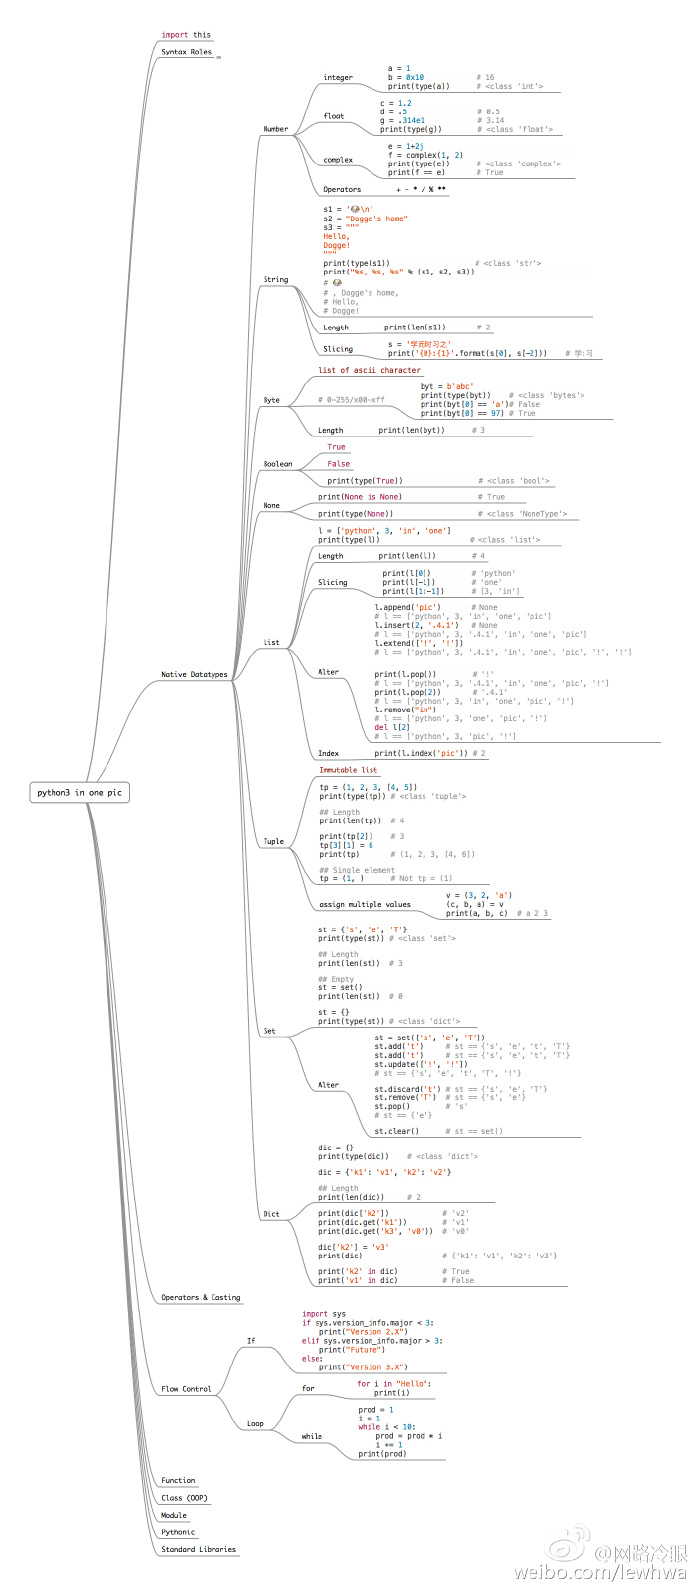 import this
Syntax Roles
integer
a = 1
b = 0x10 # 16
print(type(a)) # <class 'int'>
float
c = 1.2
d = .5 # 0.5
g = .314e1 # 3.14
print(type(g)) # <class 'float'>
Number
complex
e = 1+2j
f = complex(1, 2)
print(type(e)) # <class 'complex'>
print(f == e) # True
Operators + - * / % **
s1 = '🐶\n'
s2 = "Dogge's home"
s3 = """
Hello,
Dogge!
"""
print(type(s1)) # <class 'str'>
print("%s, %s, %s" % (s1, s2, s3))
# 🐶
# , Dogge's home,
# Hello,
# Dogge!
String
Length print(len(s1)) # 2
Slicing
s = '学而时习之'
print('{0}:{1}'.format(s[0], s[-2])) # 学:习
list of ascii character
Byte
# 0-255/x00-xff
byt = b'abc'
print(type(byt)) # <class 'bytes'>
print(byt[0] == 'a')# False
print(byt[0] == 97) # True
Length print(len(byt)) # 3
True
Boolean
False
print(type(True)) # <class 'bool'>
None
print(None is None) # True
print(type(None)) # <class 'NoneType'>
l = ['python', 3, 'in', 'one']
print(type(l)) # <class 'list'>
Length print(len(l)) # 4
Slicing
print(l[0]) # 'python'
print(l[-1]) # 'one'
print(l[1:-1]) # [3, 'in']
List
Alter
l.append('pic') # None
# l == ['python', 3, 'in', 'one', 'pic']
l.insert(2, '.4.1') # None
# l == ['python', 3, '.4.1', 'in', 'one', 'pic']
l.extend(['!', '!'])
# l == ['python', 3, '.4.1', 'in', 'one', 'pic', '!', '!']
print(l.pop()) # '!'
# l == ['python', 3, '.4.1', 'in', 'one', 'pic', '!']
print(l.pop(2)) # '.4.1'
# l == ['python', 3, 'in', 'one', 'pic', '!']
l.remove("in")
# l == ['python', 3, 'one', 'pic', '!']
del l[2]
# l == ['python', 3, 'pic', '!']
Index print(l.index('pic')) # 2
Native Datatypes
python3 in one pic
Immutable list
tp = (1, 2, 3, [4, 5])
print(type(tp)) # <class 'tuple'>
## Length
print(len(tp)) # 4
print(tp[2]) # 3
tp[3][1] = 6
print(tp) # (1, 2, 3, [4, 6])
## Single element
tp = (1, ) # Not tp = (1)
Tuple
assign multiple values
v = (3, 2, 'a')
(c, b, a) = v
print(a, b, c) # a 2 3
st = {'s', 'e', 'T'}
print(type(st)) # <class 'set'>
## Length
print(len(st)) # 3
## Empty
st = set()
print(len(st)) # 0
st = {}
print(type(st)) # <class 'dict'>
Set
Alter
st = set(['s', 'e', 'T'])
st.add('t') # st == {'s', 'e', 't', 'T'}
st.add('t') # st == {'s', 'e', 't', 'T'}
st.update(['!', '!'])
# st == {'s', 'e', 't', 'T', '!'}
st.discard('t') # st == {'s', 'e', 'T'}
st.remove('T') # st == {'s', 'e'}
st.pop() # 's'
# st == {'e'}
st.clear() # st == set()
dic = {}
print(type(dic)) # <class 'dict'>
dic = {'k1': 'v1', 'k2': 'v2'}
## Length
print(len(dic)) # 2
Dict
print(dic['k2']) # 'v2'
print(dic.get('k1')) # 'v1'
print(dic.get('k3', 'v0')) # 'v0'
dic['k2'] = 'v3'
print(dic) # {'k1': 'v1', 'k2': 'v3'}
print('k2' in dic) # True
print('v1' in dic) # False
Operators & Casting
If
import sys
if sys.version_info.major < 3:
print("Version 2.X")
elif sys.version_info.major > 3:
print("Future")
else:
print("Version 3.X")
Flow Control
Loop
for
for i in "Hello":
print(i)
while
prod = 1
i = 1
while i < 10:
prod = prod * i
i += 1
print(prod)
Function
Class (OOP)
Module
Pythonic
Standard Libraries
@网路冷眼
weibo.com/lewhwa